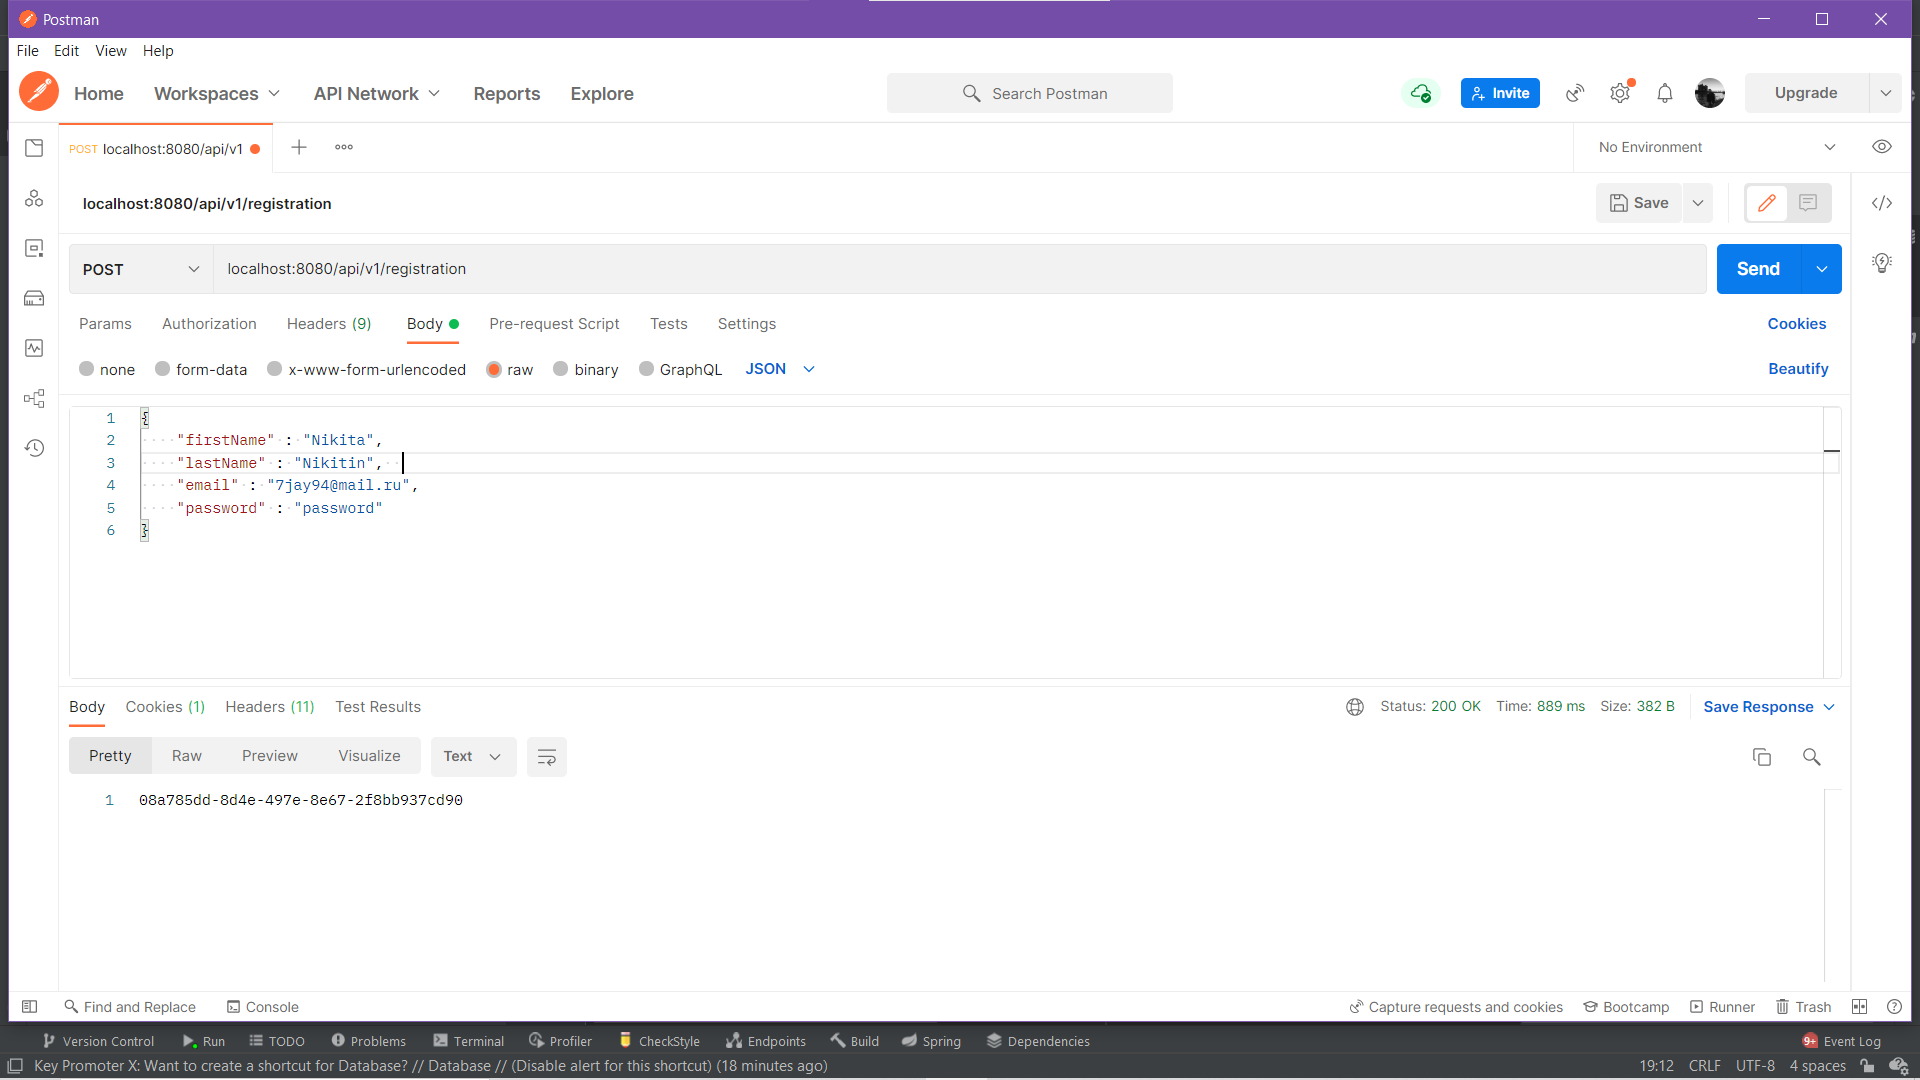 Postman
File Edit View Help
Home Workspaces API Network Reports Explore Search Postman Invite Upgrade
POST localhost:8080/api/v1 No Environment
localhost:8080/api/v1/registration Save
POST localhost:8080/api/v1/registration Send
Params Authorization Headers (9) Body Pre-request Script Tests Settings Cookies
none form-data x-www-form-urlencoded raw binary GraphQL JSON Beautify
1 {
2 "firstName" : "Nikita",
3 "lastName" : "Nikitin",
4 "email" : "7jay94@mail.ru",
5 "password" : "password"
6 }
Body Cookies (1) Headers (11) Test Results Status: 200 OK Time: 889 ms Size: 382 B Save Response
Pretty Raw Preview Visualize Text
1 08a785dd-8d4e-497e-8e67-2f8bb937cd90
Find and Replace Console Capture requests and cookies Bootcamp Runner Trash
Version Control Run TODO Problems Terminal Profiler CheckStyle Endpoints Build Spring Dependencies 9+ Event Log
Key Promoter X: Want to create a shortcut for Database? // Database // (Disable alert for this shortcut) (18 minutes ago) 19:12 CRLF UTF-8 4 spaces